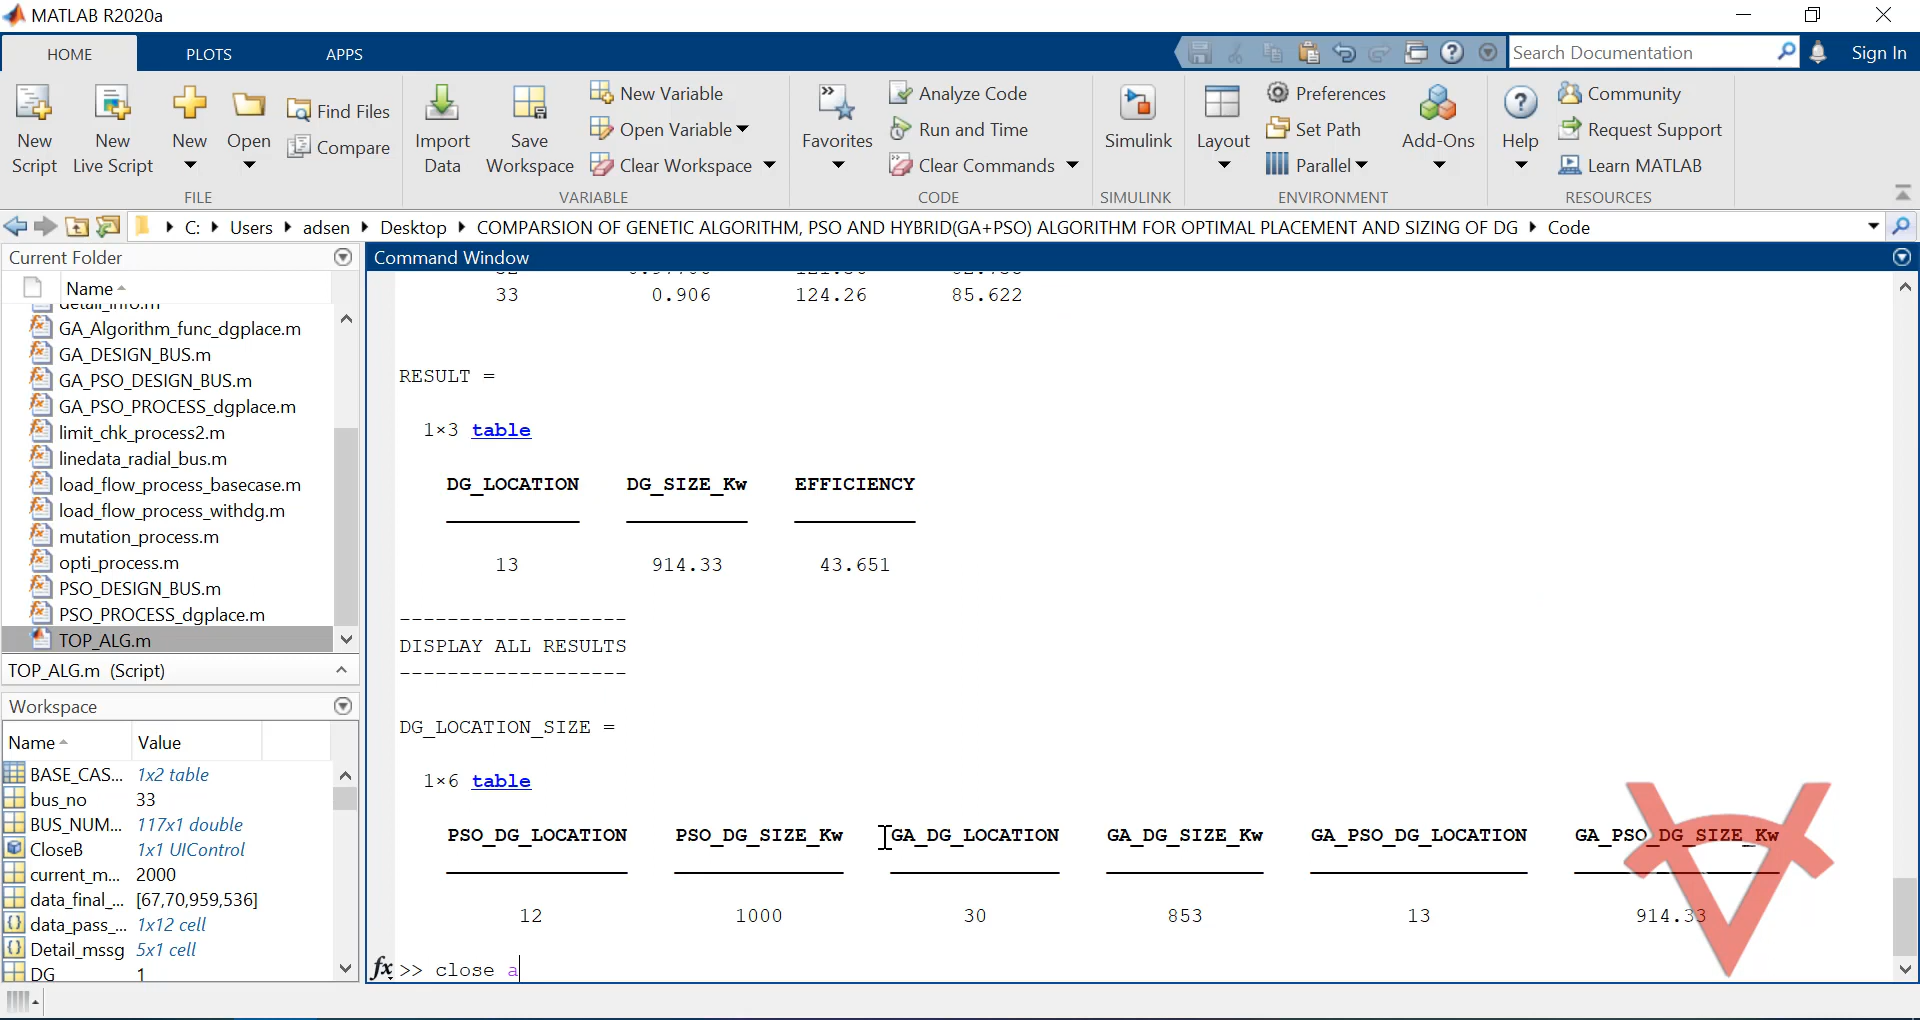 MATLAB R2020a
HOME PLOTS APPS
Search Documentation
Sign In
New Script
New Live Script
New
Open
Find Files
Compare
FILE
Import Data
Save Workspace
New Variable
Open Variable
Clear Workspace
VARIABLE
Favorites
Analyze Code
Run and Time
Clear Commands
CODE
Simulink
SIMULINK
Layout
Preferences
Set Path
Parallel
Add-Ons
ENVIRONMENT
Help
Community
Request Support
Learn MATLAB
RESOURCES
C: Users adsen Desktop COMPARSION OF GENETIC ALGORITHM, PSO AND HYBRID(GA+PSO) ALGORITHM FOR OPTIMAL PLACEMENT AND SIZING OF DG Code
Current Folder
Name
detail_info.m
GA_Algorithm_func_dgplace.m
GA_DESIGN_BUS.m
GA_PSO_DESIGN_BUS.m
GA_PSO_PROCESS_dgplace.m
limit_chk_process2.m
linedata_radial_bus.m
load_flow_process_basecase.m
load_flow_process_withdg.m
mutation_process.m
opti_process.m
PSO_DESIGN_BUS.m
PSO_PROCESS_dgplace.m
TOP_ALG.m
TOP_ALG.m (Script)
Workspace
Name Value
BASE_CAS... 1x2 table
bus_no 33
BUS_NUM... 117x1 double
CloseB 1x1 UIControl
current_m... 2000
data_final_... [67,70,959,536]
data_pass_... 1x12 cell
Detail_mssg 5x1 cell
DG 1
Command Window
33 0.906 124.26 85.622
RESULT =
1×3 table
DG_LOCATION DG_SIZE_Kw EFFICIENCY
13 914.33 43.651
-------------------
DISPLAY ALL RESULTS
-------------------
DG_LOCATION_SIZE =
1×6 table
PSO_DG_LOCATION PSO_DG_SIZE_Kw GA_DG_LOCATION GA_DG_SIZE_Kw GA_PSO_DG_LOCATION GA_PSO_DG_SIZE_Kw
12 1000 30 853 13 914.33
fx >> close a